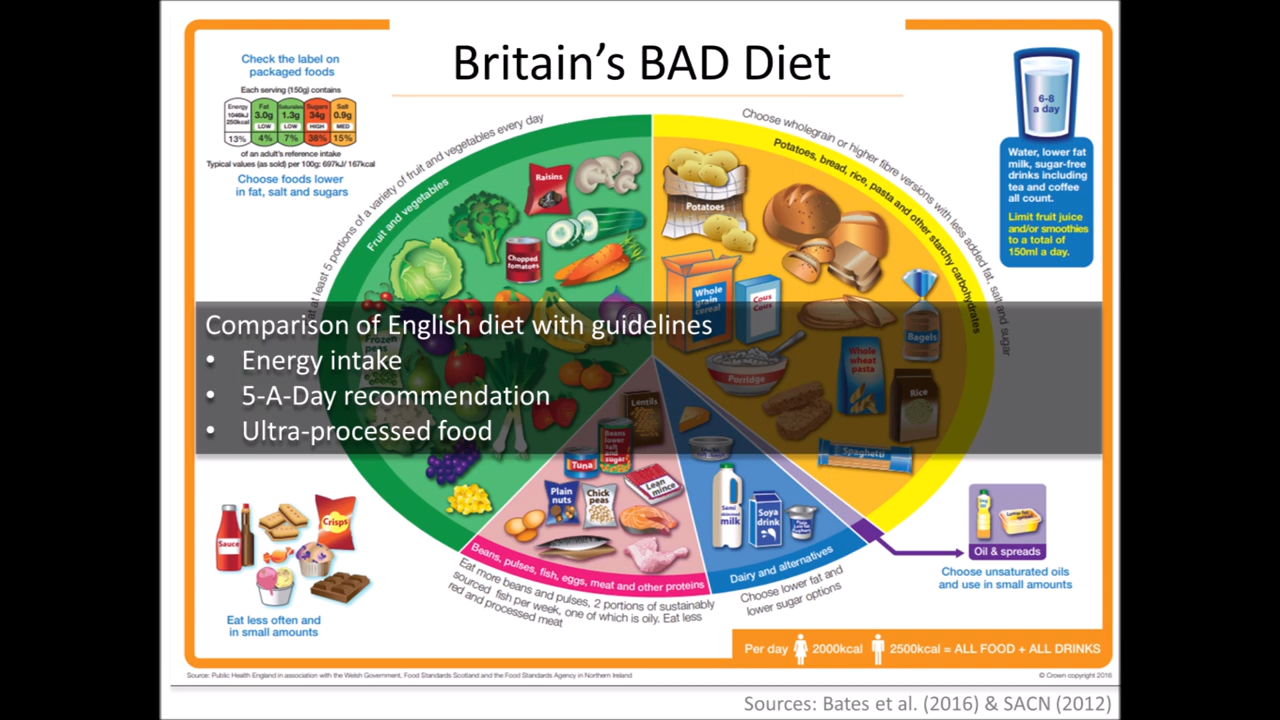 Britain's BAD Diet
Check the label on
packaged foods
Each serving (150g) contains
Energy
1046kJ
250kcal
13%
Fat
3.0g
LOW
4%
Saturates
1.3g
LOW
7%
Sugars
34g
HIGH
38%
Salt
0.9g
MED
15%
of an adult's reference intake
Typical values (as sold) per 100g: 697kJ/ 167kcal
Choose foods lower
in fat, salt and sugars
at least 5 portions of a variety of fruit and vegetables every day
Fruit and vegetables
Raisins
Chopped
tomatoes
Choose wholegrain or higher fibre versions with less added fat, salt and sugar
Potatoes, bread, rice, pasta and other starchy carbohydrates
Potatoes
Whole
grain
cereal
Cous
Cous
Bagels
Porridge
Whole
wheat
pasta
Rice
Spaghetti
6-8
a day
Water, lower fat
milk, sugar-free
drinks including
tea and coffee
all count.
Limit fruit juice
and/or smoothies
to a total of
150ml a day.
Comparison of English diet with guidelines
• Energy intake
• 5-A-Day recommendation
• Ultra-processed food
Frozen
peas
Lentils
Beans
lower
salt
and
sugar
Tuna
Plain
nuts
Chick
peas
Lean
mince
Semi
skimmed
milk
Soya
drink
Beans, pulses, fish, eggs, meat and other proteins
Eat more beans and pulses, 2 portions of sustainably
sourced fish per week, one of which is oily. Eat less
red and processed meat
Dairy and alternatives
Choose lower fat and
lower sugar options
Sauce
Crisps
Eat less often and
in small amounts
Oil & spreads
Choose unsaturated oils
and use in small amounts
Per day 2000kcal 2500kcal = ALL FOOD + ALL DRINKS
Source: Public Health England in association with the Welsh Government, Food Standards Scotland and the Food Standards Agency in Northern Ireland
© Crown copyright 2016
Sources: Bates et al. (2016) & SACN (2012)